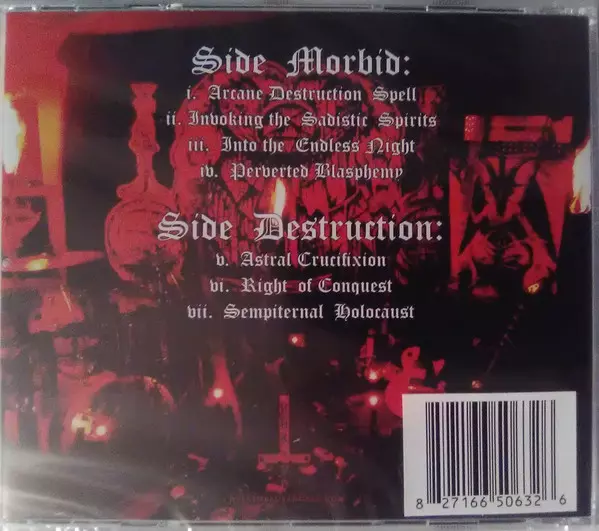 Side Morbid:
i. Arcane Destruction Spell
ii. Invoking the Sadistic Spirits
iii. Into the Endless Night
iv. Perverted Blasphemy
Side Destruction:
v. Astral Crucifixion
vi. Right of Conquest
vii. Sempiternal Holocaust
8 27166 50632 6